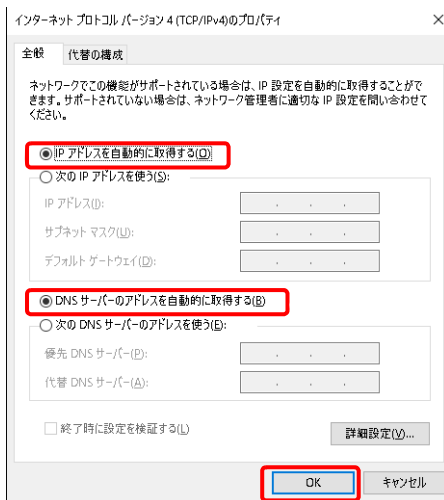 インターネット プロトコル バージョン 4 (TCP/IPv4)のプロパティ
全般 代替の構成
ネットワークでこの機能がサポートされている場合は、IP 設定を自動的に取得することがで
きます。サポートされていない場合は、ネットワーク管理者に適切な IP 設定を問い合わせて
ください。
IP アドレスを自動的に取得する(O)
次の IP アドレスを使う(S):
IP アドレス(I):
サブネット マスク(U):
デフォルト ゲートウェイ(D):
DNS サーバーのアドレスを自動的に取得する(B)
次の DNS サーバーのアドレスを使う(E):
優先 DNS サーバー(P):
代替 DNS サーバー(A):
終了時に設定を検証する(L)
詳細設定(V)...
OK キャンセル